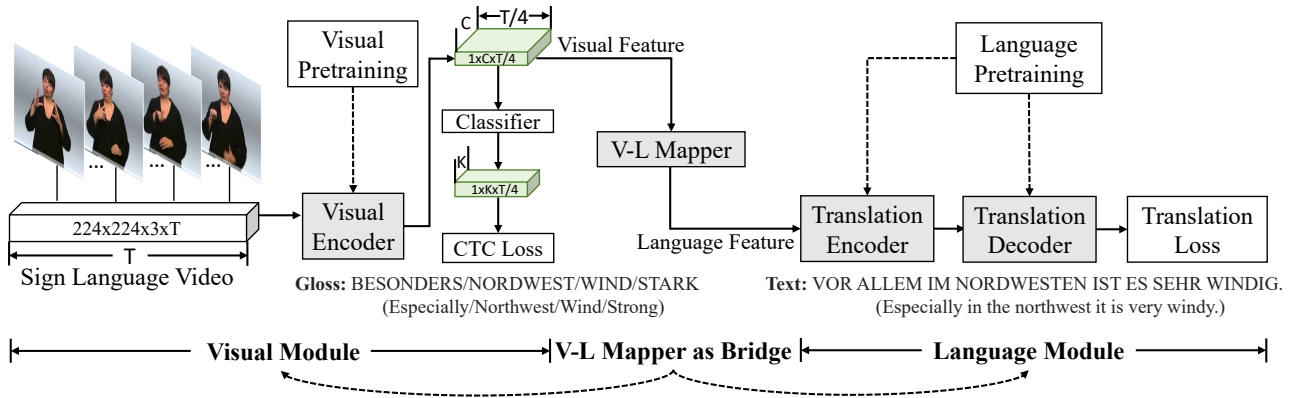 C
T/4
Visual
Pretraining
1xCxT/4
Visual Feature
Language
Pretraining
...
...
...
Classifier
V-L Mapper
K
1xKxT/4
224x224x3xT
Visual
Encoder
CTC Loss
Language Feature
Translation
Encoder
Translation
Decoder
Translation
Loss
T
Sign Language Video
Gloss: BESONDERS/NORDWEST/WIND/STARK
(Especially/Northwest/Wind/Strong)
Text: VOR ALLEM IM NORDWESTEN IST ES SEHR WINDIG.
(Especially in the northwest it is very windy.)
Visual Module
V-L Mapper as Bridge
Language Module